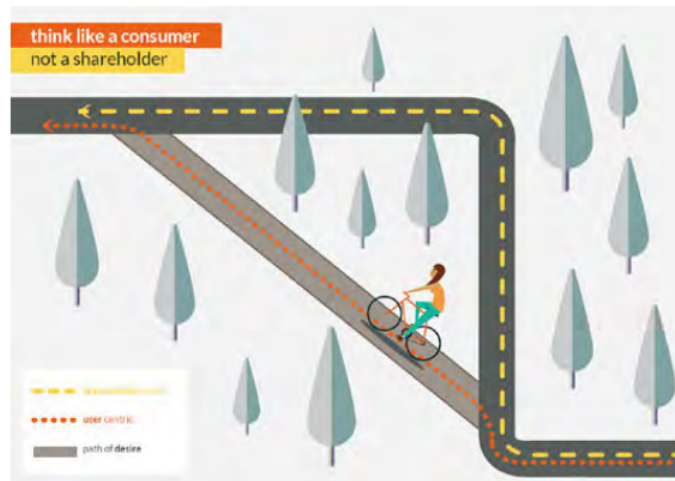 think like a consumer
not a shareholder
user centric
path of desire